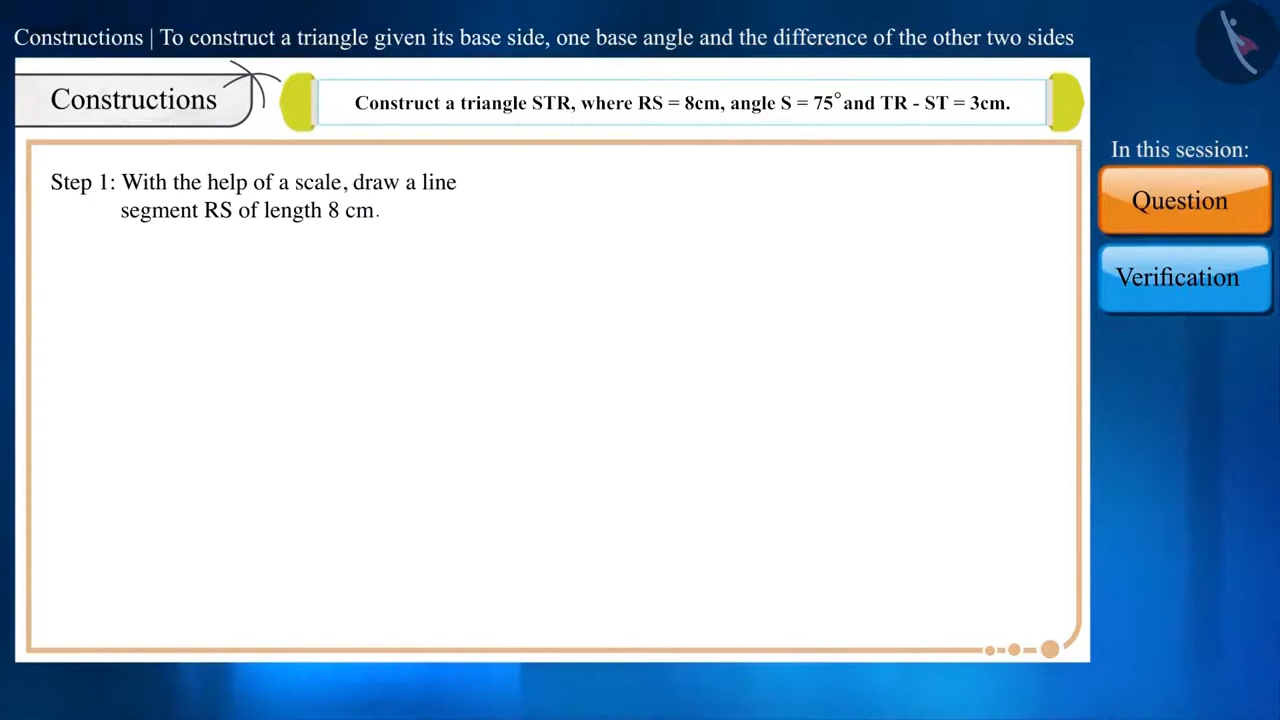 Constructions | To construct a triangle given its base side, one base angle and the difference of the other two sides
Constructions
Construct a triangle STR, where RS = 8cm, angle S = 75° and TR - ST = 3cm.
In this session:
Step 1: With the help of a scale, draw a line
segment RS of length 8 cm.
Question
Verification